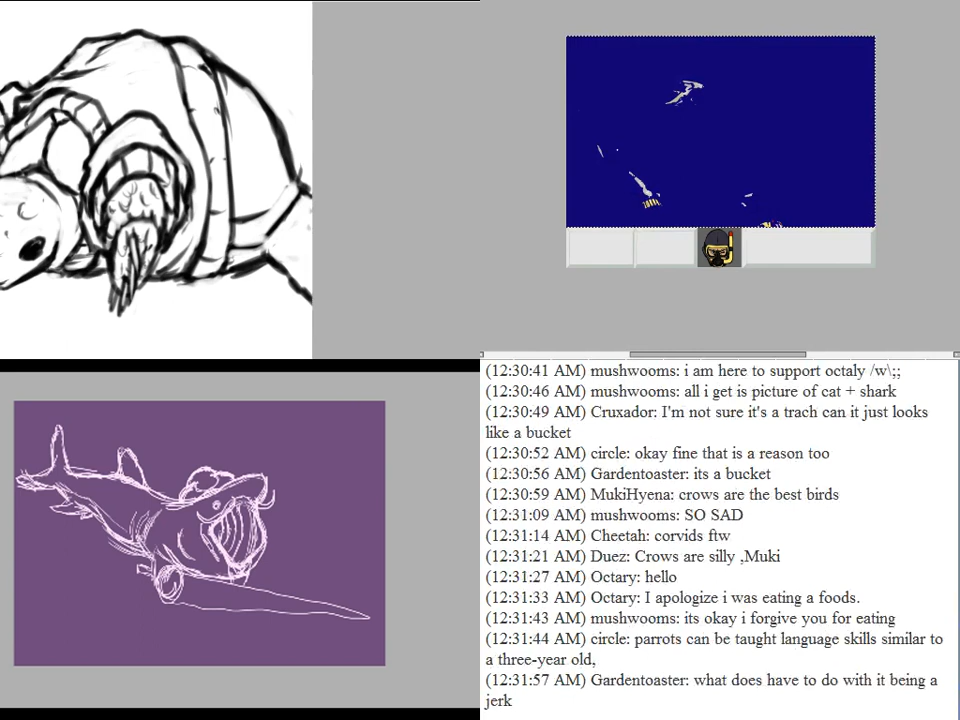 (12:30:41 AM) mushwooms: i am here to support octaly /w\;;
(12:30:46 AM) mushwooms: all i get is picture of cat + shark
(12:30:49 AM) Cruxador: I'm not sure it's a trach can it just looks
like a bucket
(12:30:52 AM) circle: okay fine that is a reason too
(12:30:56 AM) Gardentoaster: its a bucket
(12:30:59 AM) MukiHyena: crows are the best birds
(12:31:09 AM) mushwooms: SO SAD
(12:31:14 AM) Cheetah: corvids ftw
(12:31:21 AM) Duez: Crows are silly ,Muki
(12:31:27 AM) Octary: hello
(12:31:33 AM) Octary: I apologize i was eating a foods.
(12:31:43 AM) mushwooms: its okay i forgive you for eating
(12:31:44 AM) circle: parrots can be taught language skills similar to
a three-year old,
(12:31:57 AM) Gardentoaster: what does have to do with it being a
jerk